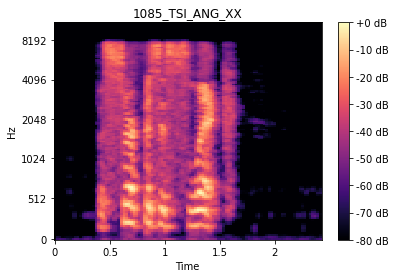 1085_TSI_ANG_XX
+0 dB
8192
-10 dB
4096
-20 dB
-30 dB
2048
Hz
-40 dB
1024
-50 dB
512
-60 dB
-70 dB
0
-80 dB
0
0.5
1
1.5
2
Time